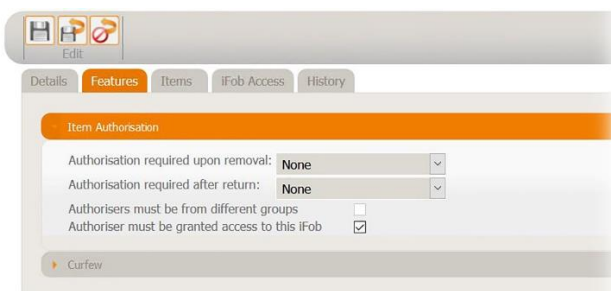 Edit
Details Features Items iFob Access History
Item Authorisation
Authorisation required upon removal: None
Authorisation required after return: None
Authorisers must be from different groups
Authoriser must be granted access to this iFob
Curfew